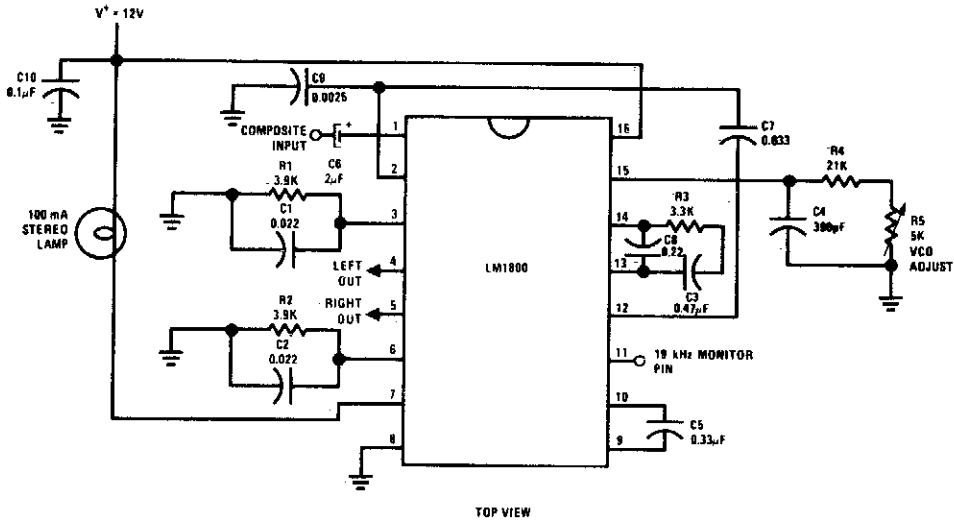 V+ = 12V
C10
0.1µF
C9
0.0025
COMPOSITE
INPUT
+
C6
2µF
1
2
3
4
5
6
7
8
16
15
14
13
12
11
10
9
LM1800
R1
3.9K
C1
0.022
100 mA
STEREO
LAMP
LEFT
OUT
RIGHT
OUT
R2
3.9K
C2
0.022
C7
0.033
R4
21K
C4
390pF
R5
5K
VCO
ADJUST
R3
3.3K
C8
0.22
C3
0.47µF
19 kHz MONITOR
PIN
C5
0.33µF
TOP VIEW